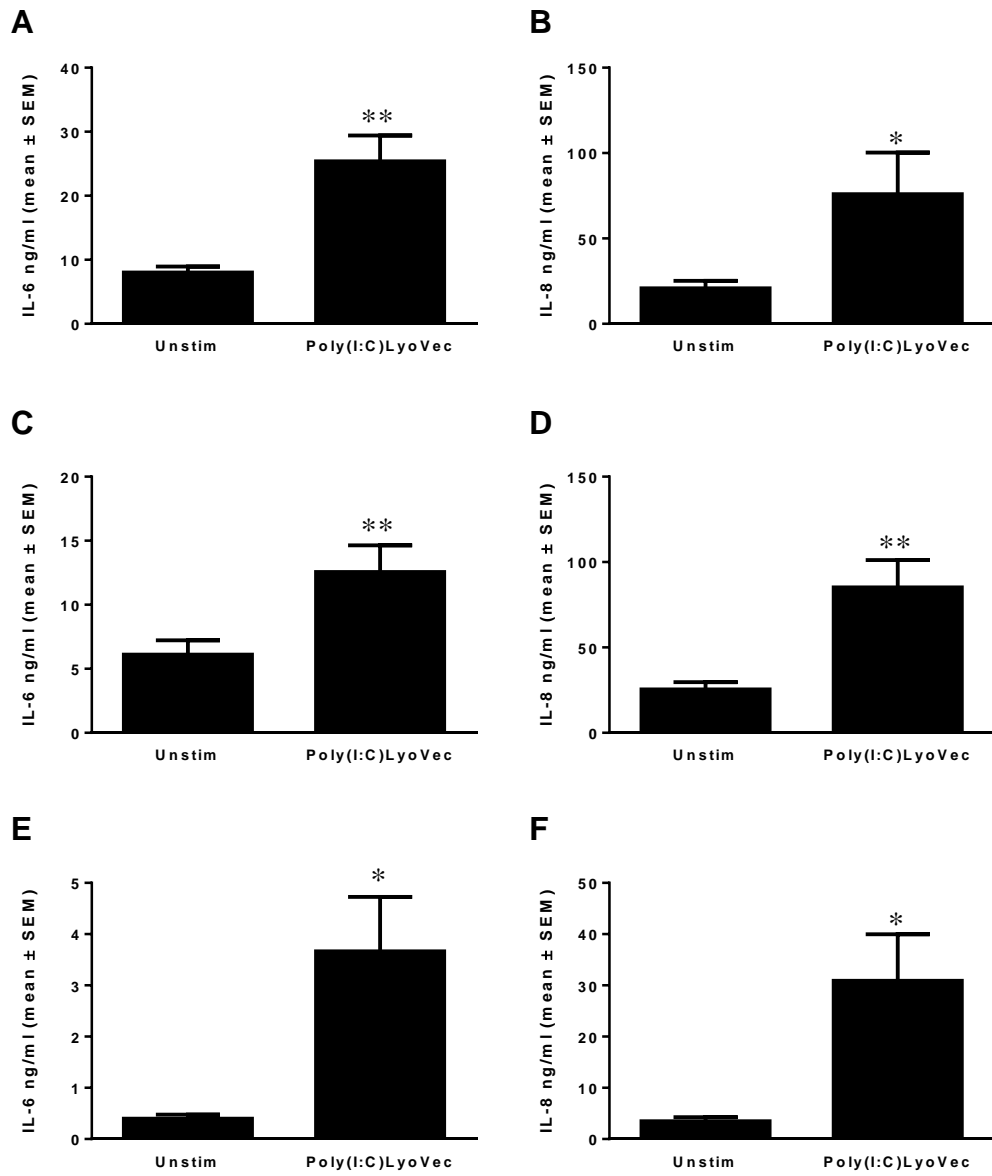 A
IL-6 ng/ml (mean ± SEM)
40
30
20
10
0
**
Unstim Poly(I:C)LyoVec
B
IL-8 ng/ml (mean ± SEM)
150
100
50
0
*
Unstim Poly(I:C)LyoVec
C
IL-6 ng/ml (mean ± SEM)
20
15
10
5
0
**
Unstim Poly(I:C)LyoVec
D
IL-8 ng/ml (mean ± SEM)
150
100
50
0
**
Unstim Poly(I:C)LyoVec
E
IL-6 ng/ml (mean ± SEM)
5
4
3
2
1
0
*
Unstim Poly(I:C)LyoVec
F
IL-8 ng/ml (mean ± SEM)
50
40
30
20
10
0
*
Unstim Poly(I:C)LyoVec